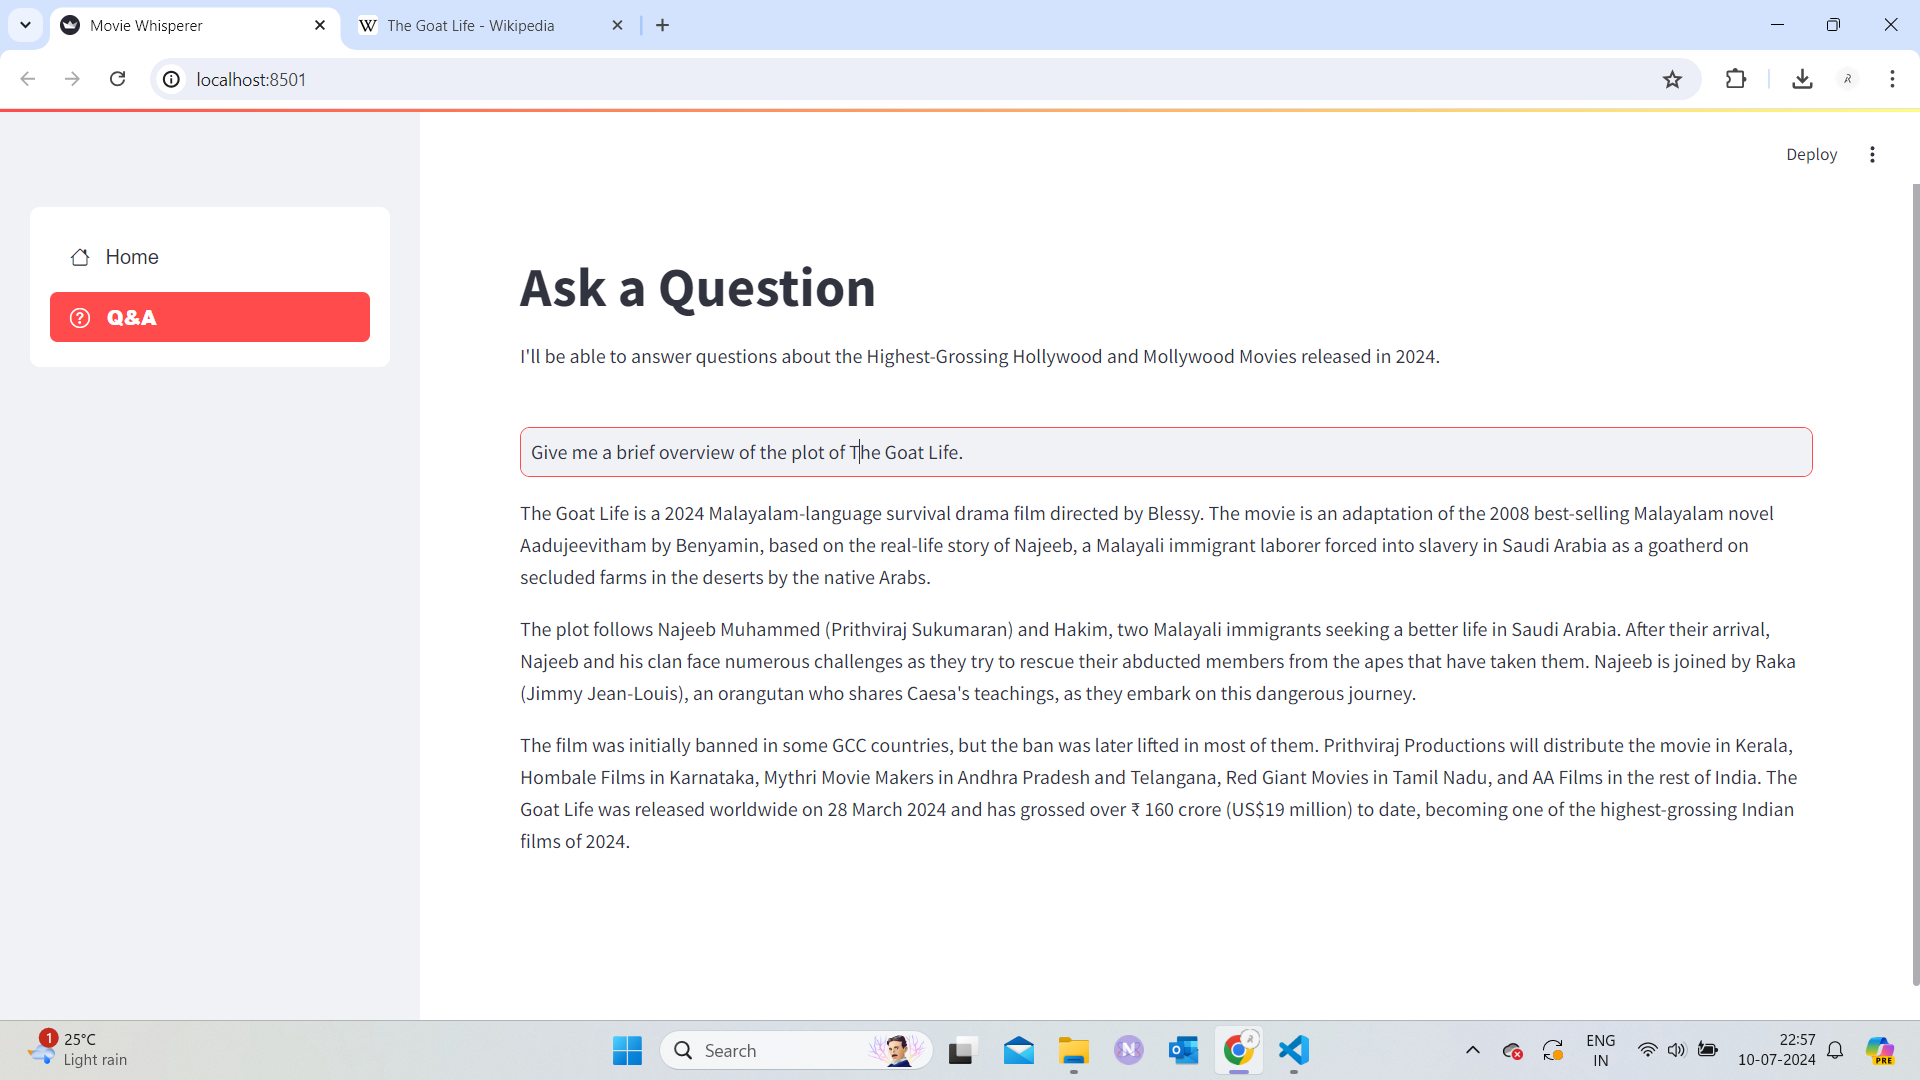 Movie Whisperer
The Goat Life - Wikipedia
localhost:8501
Deploy
Home
Q&A
Ask a Question
I'll be able to answer questions about the Highest-Grossing Hollywood and Mollywood Movies released in 2024.
Give me a brief overview of the plot of The Goat Life.
The Goat Life is a 2024 Malayalam-language survival drama film directed by Blessy. The movie is an adaptation of the 2008 best-selling Malayalam novel
Aadujeevitham by Benyamin, based on the real-life story of Najeeb, a Malayali immigrant laborer forced into slavery in Saudi Arabia as a goatherd on
secluded farms in the deserts by the native Arabs.
The plot follows Najeeb Muhammed (Prithviraj Sukumaran) and Hakim, two Malayali immigrants seeking a better life in Saudi Arabia. After their arrival,
Najeeb and his clan face numerous challenges as they try to rescue their abducted members from the apes that have taken them. Najeeb is joined by Raka
(Jimmy Jean-Louis), an orangutan who shares Caesa's teachings, as they embark on this dangerous journey.
The film was initially banned in some GCC countries, but the ban was later lifted in most of them. Prithviraj Productions will distribute the movie in Kerala,
Hombale Films in Karnataka, Mythri Movie Makers in Andhra Pradesh and Telangana, Red Giant Movies in Tamil Nadu, and AA Films in the rest of India. The
Goat Life was released worldwide on 28 March 2024 and has grossed over ₹ 160 crore (US$19 million) to date, becoming one of the highest-grossing Indian
films of 2024.
1
25°C
Light rain
Search
ENG
IN
22:57
10-07-2024
PRE